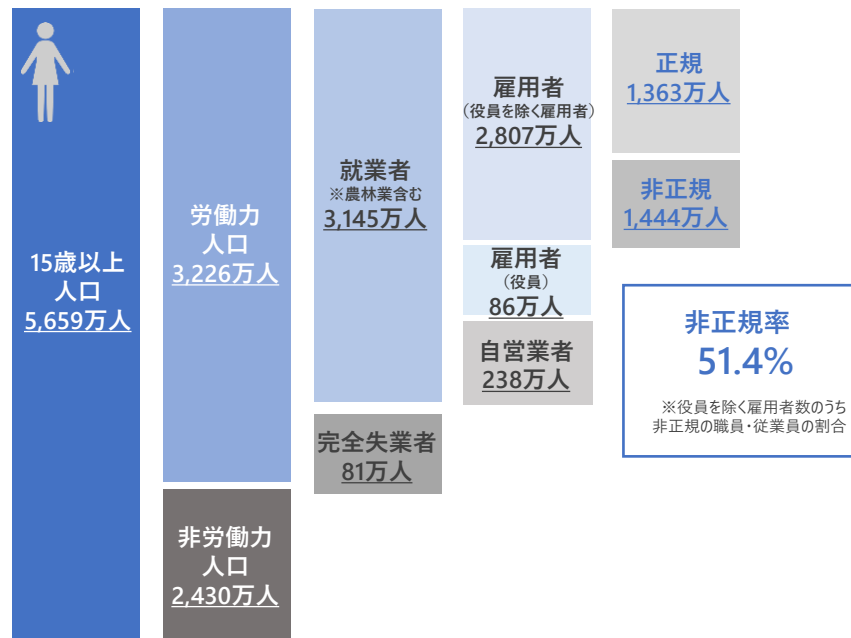 15歳以上
人口
5,659万人
労働力
人口
3,226万人
非労働力
人口
2,430万人
就業者
※農林業含む
3,145万人
完全失業者
81万人
雇用者
（役員を除く雇用者）
2,807万人
雇用者
（役員）
86万人
自営業者
238万人
正規
1,363万人
非正規
1,444万人
非正規率
51.4%
※役員を除く雇用者数のうち
非正規の職員・従業員の割合